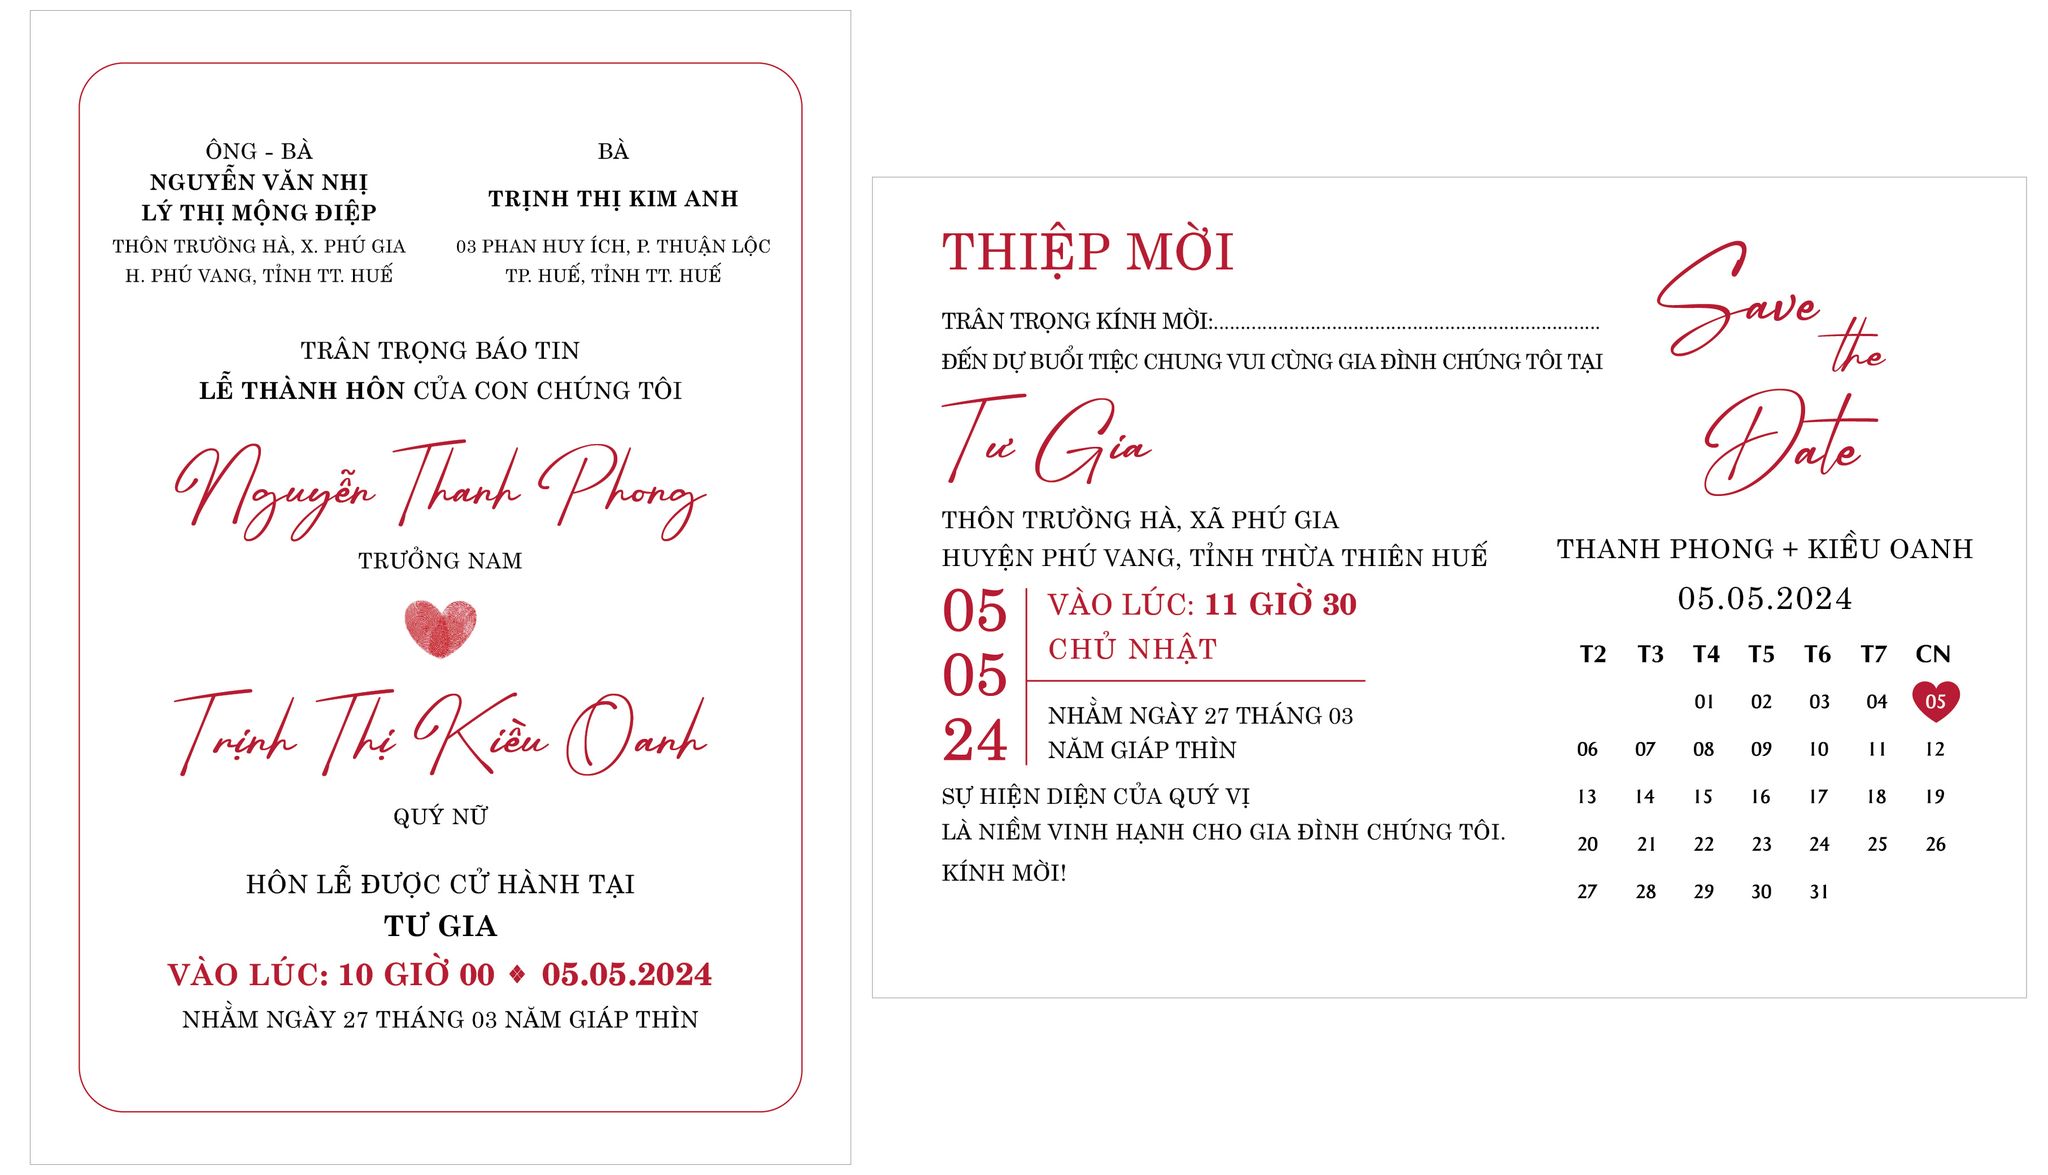 ÔNG - BÀ
NGUYỄN VĂN NHỊ
LÝ THỊ MỘNG ĐIỆP
THÔN TRƯỜNG HÀ, X. PHÚ GIA
H. PHÚ VANG, TỈNH TT. HUẾ
BÀ
TRỊNH THỊ KIM ANH
03 PHAN HUY ÍCH, P. THUẬN LỘC
TP. HUẾ, TỈNH TT. HUẾ
TRÂN TRỌNG BÁO TIN
LỄ THÀNH HÔN CỦA CON CHÚNG TÔI
Nguyễn Thanh Phong
TRƯỞNG NAM
Trịnh Thị Kiều Oanh
QUÝ NỮ
HÔN LỄ ĐƯỢC CỬ HÀNH TẠI
TƯ GIA
VÀO LÚC: 10 GIỜ 00 ❖ 05.05.2024
NHẰM NGÀY 27 THÁNG 03 NĂM GIÁP THÌN
THIỆP MỜI
TRÂN TRỌNG KÍNH MỜI:........................................................................
ĐẾN DỰ BUỔI TIỆC CHUNG VUI CÙNG GIA ĐÌNH CHÚNG TÔI TẠI
Tư Gia
THÔN TRƯỜNG HÀ, XÃ PHÚ GIA
HUYỆN PHÚ VANG, TỈNH THỪA THIÊN HUẾ
05
05
24
VÀO LÚC: 11 GIỜ 30
CHỦ NHẬT
NHẰM NGÀY 27 THÁNG 03
NĂM GIÁP THÌN
SỰ HIỆN DIỆN CỦA QUÝ VỊ
LÀ NIỀM VINH HẠNH CHO GIA ĐÌNH CHÚNG TÔI.
KÍNH MỜI!
Save
the
Date
THANH PHONG + KIỀU OANH
05.05.2024
T2 T3 T4 T5 T6 T7 CN
01 02 03 04 05
06 07 08 09 10 11 12
13 14 15 16 17 18 19
20 21 22 23 24 25 26
27 28 29 30 31